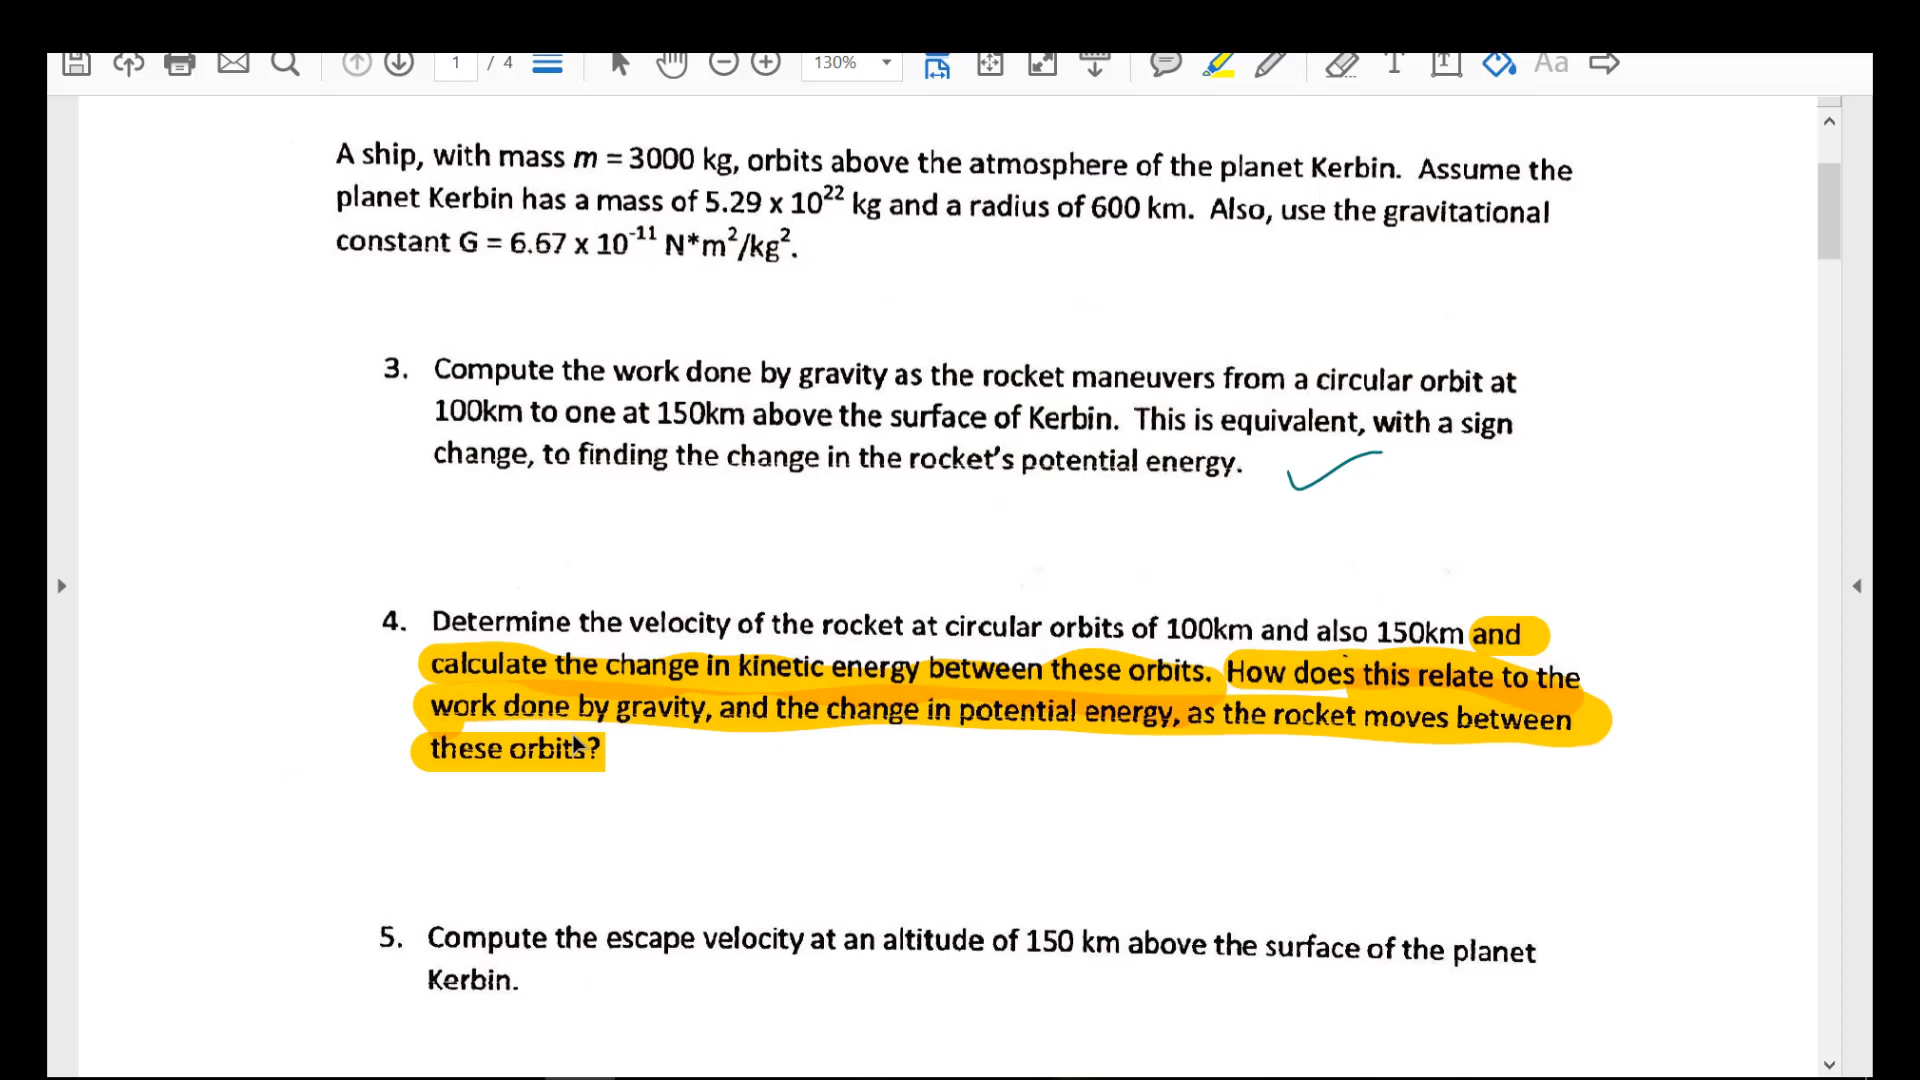 1 / 4 130% T T Aa
A ship, with mass m = 3000 kg, orbits above the atmosphere of the planet Kerbin. Assume the
planet Kerbin has a mass of 5.29 x 10²² kg and a radius of 600 km. Also, use the gravitational
constant G = 6.67 x 10⁻¹¹ N*m²/kg².
3. Compute the work done by gravity as the rocket maneuvers from a circular orbit at
100km to one at 150km above the surface of Kerbin. This is equivalent, with a sign
change, to finding the change in the rocket's potential energy.
4. Determine the velocity of the rocket at circular orbits of 100km and also 150km and
calculate the change in kinetic energy between these orbits. How does this relate to the
work done by gravity, and the change in potential energy, as the rocket moves between
these orbits?
5. Compute the escape velocity at an altitude of 150 km above the surface of the planet
Kerbin.